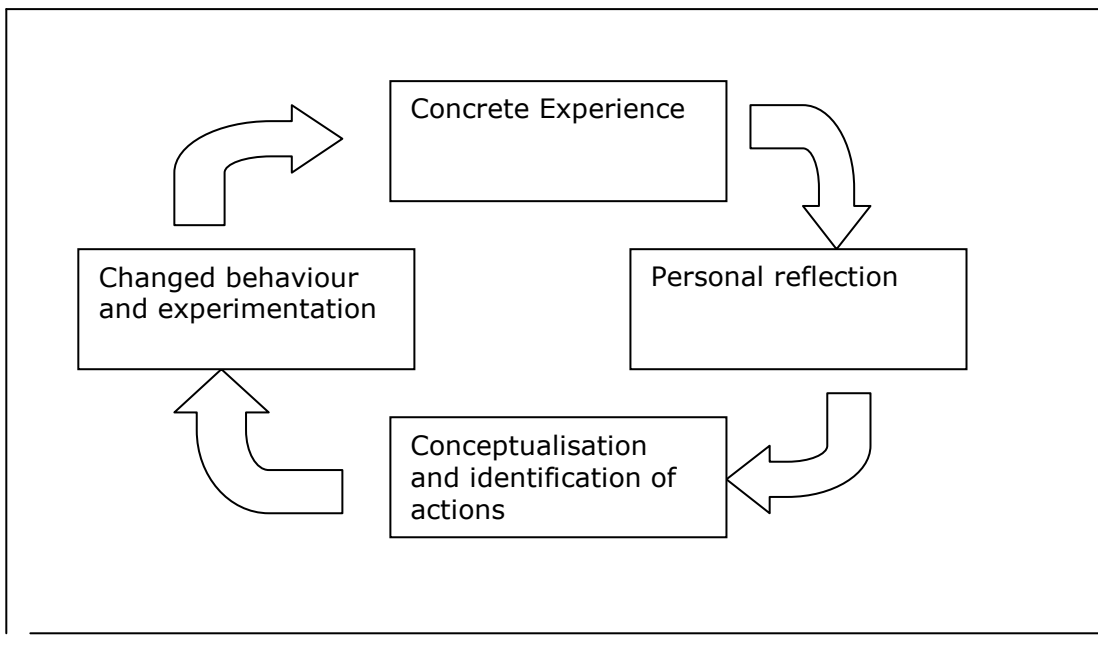 Concrete Experience
Changed behaviour
and experimentation
Personal reflection
Conceptualisation
and identification of
actions